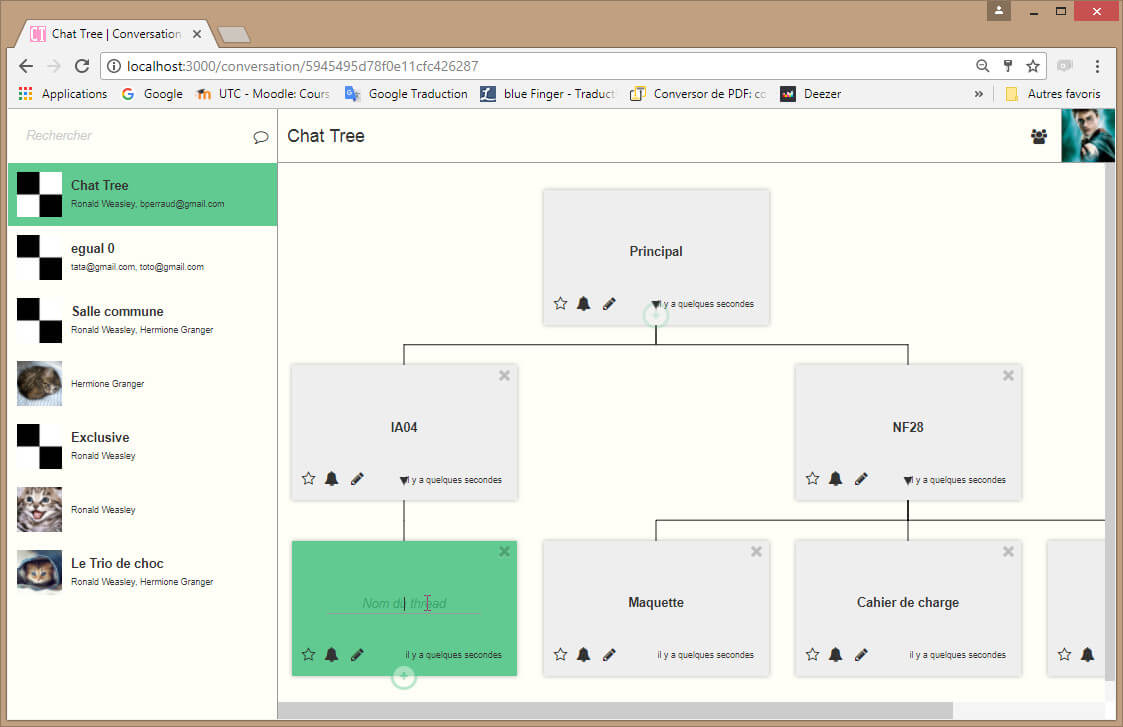 CT Chat Tree | Conversation
localhost:3000/conversation/5945495d78f0e11cfc426287
Applications Google UTC - Moodle: Cours Google Traduction blue Finger - Traduct Conversor de PDF: co Deezer » Autres favoris
Rechercher
Chat Tree
Chat Tree
Ronald Weasley, bperraud@gmail.com
egual 0
tata@gmail.com, toto@gmail.com
Salle commune
Ronald Weasley, Hermione Granger
Hermione Granger
Exclusive
Ronald Weasley
Ronald Weasley
Le Trio de choc
Ronald Weasley, Hermione Granger
Principal
il y a quelques secondes
IA04
il y a quelques secondes
NF28
il y a quelques secondes
Nom du thread
il y a quelques secondes
Maquette
il y a quelques secondes
Cahier de charge
il y a quelques secondes